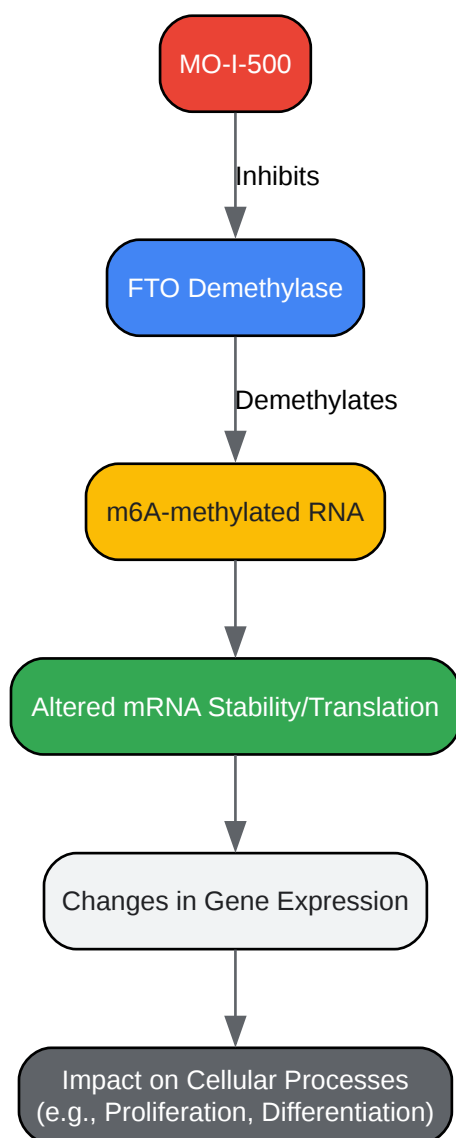 MO-I-500
Inhibits
FTO Demethylase
Demethylates
m6A-methylated RNA
Altered mRNA Stability/Translation
Changes in Gene Expression
Impact on Cellular Processes
(e.g., Proliferation, Differentiation)